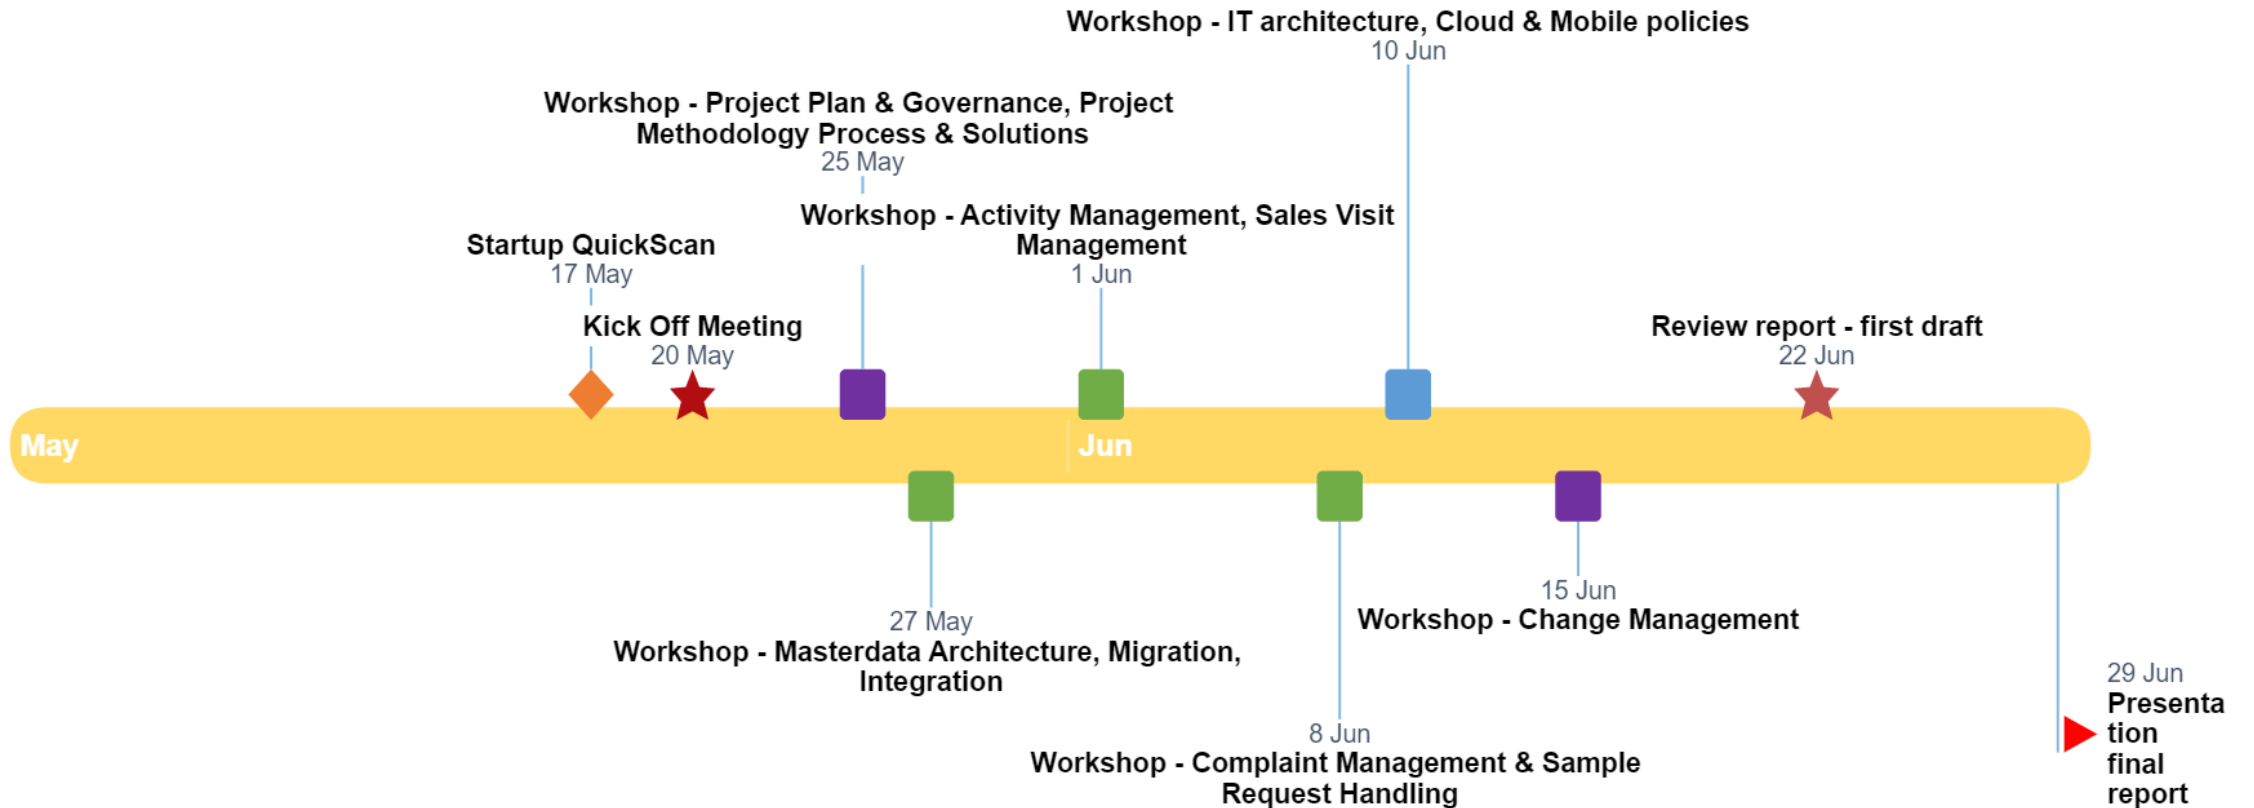 Workshop - IT architecture, Cloud & Mobile policies
10 Jun
Workshop - Project Plan & Governance, Project
Methodology Process & Solutions
25 May
Workshop - Activity Management, Sales Visit
Management
1 Jun
Startup QuickScan
17 May
Kick Off Meeting
20 May
Review report - first draft
22 Jun
May
Jun
27 May
Workshop - Masterdata Architecture, Migration,
Integration
8 Jun
Workshop - Complaint Management & Sample
Request Handling
15 Jun
Workshop - Change Management
29 Jun
Presenta
tion
final
report